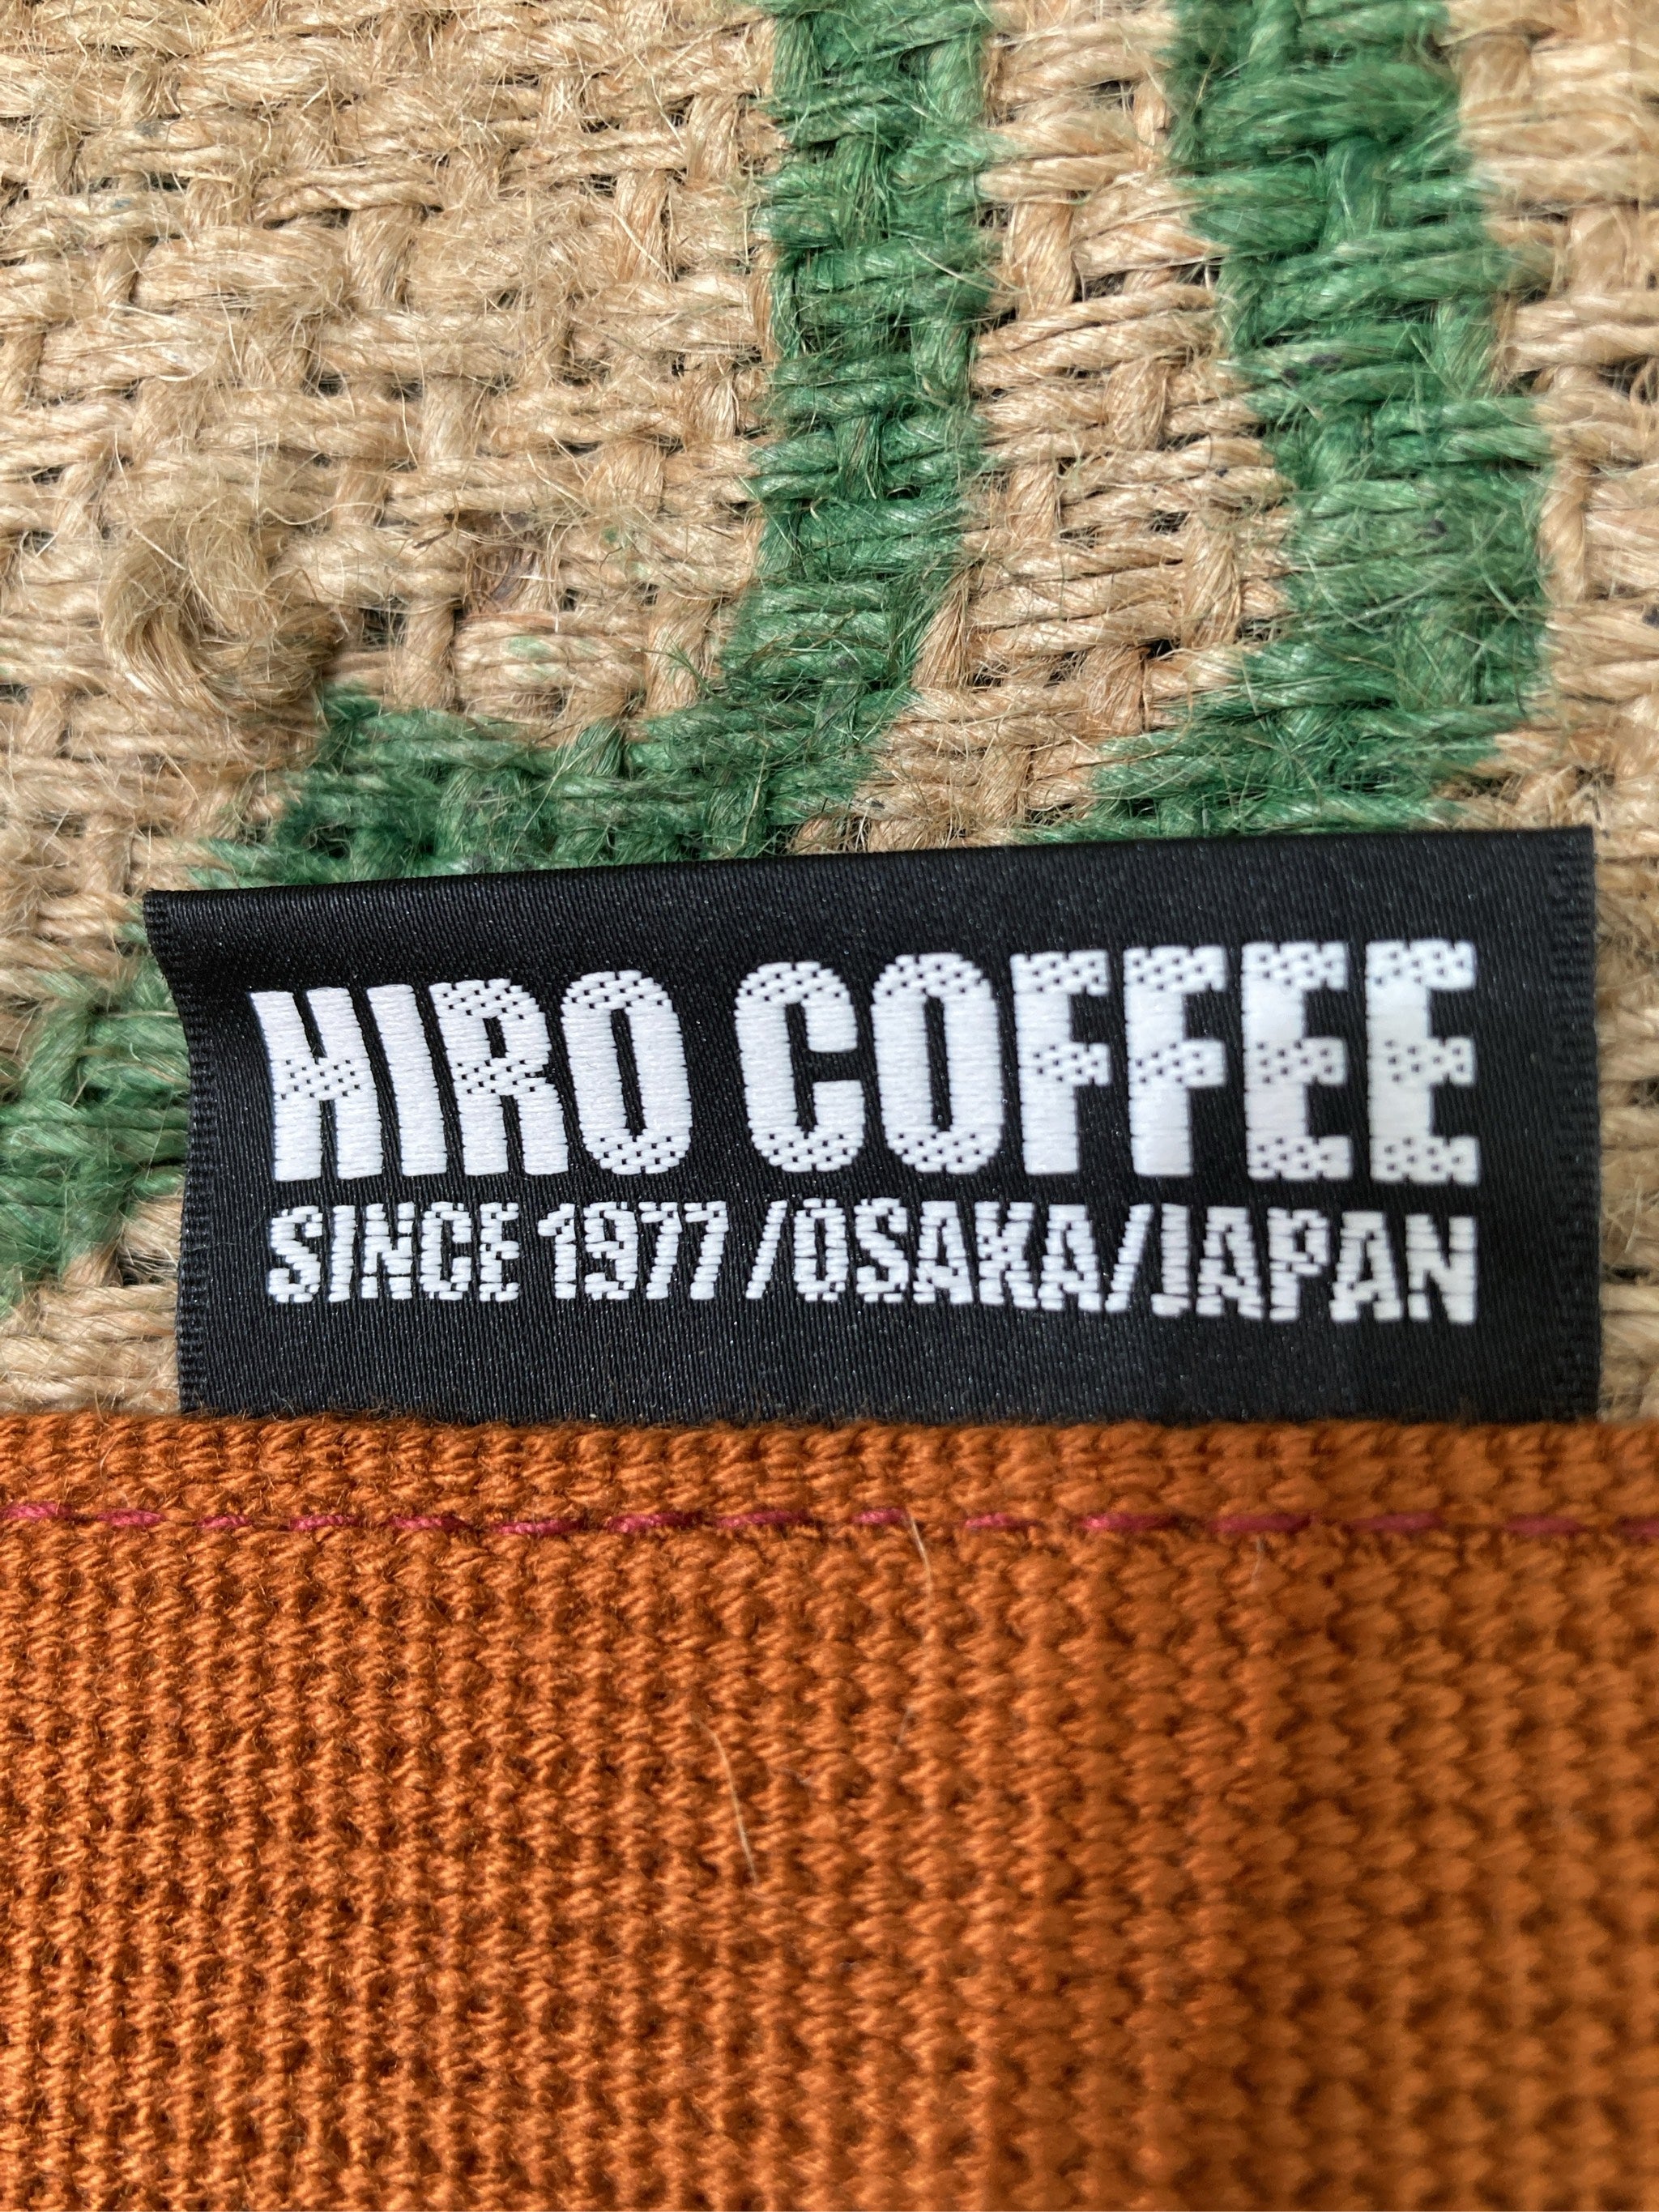 HIRO COFFEE
SINCE 1977 /OSAKA/JAPAN